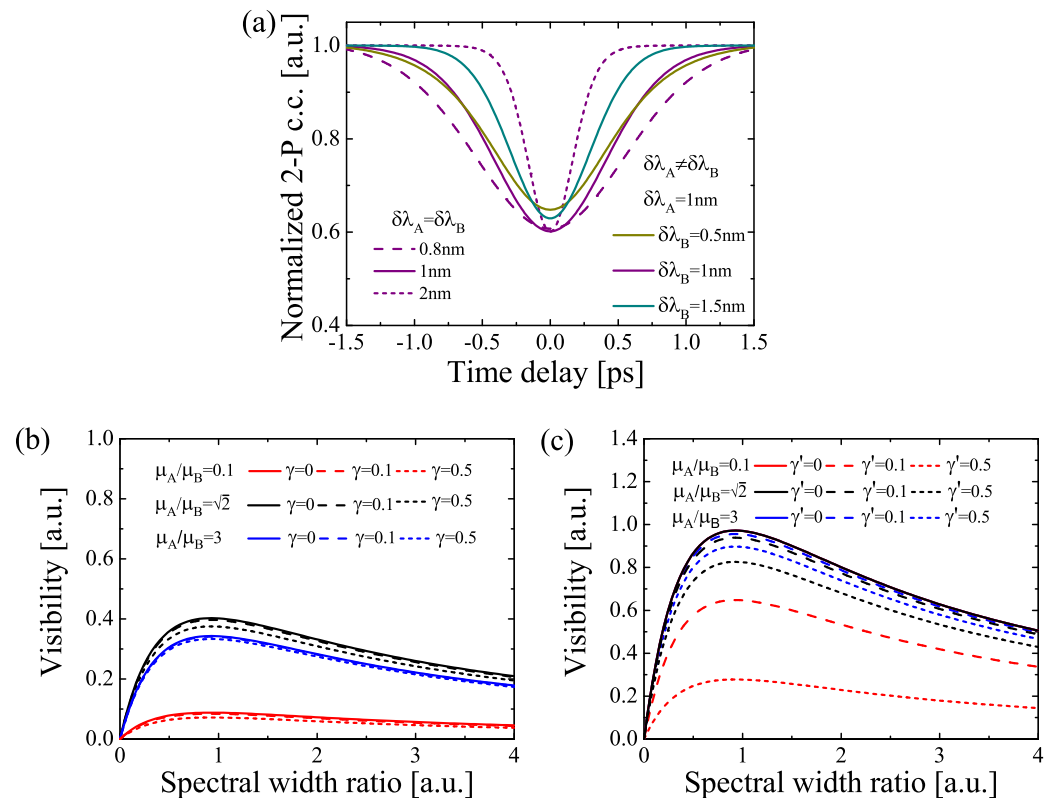 (a)
Normalized 2-P c.c. [a.u.]
1.0
0.8
0.6
0.4
δλA=δλB
0.8nm
1nm
2nm
δλA≠δλB
δλA=1nm
δλB=0.5nm
δλB=1nm
δλB=1.5nm
-1.5 -1.0 -0.5 0.0 0.5 1.0 1.5
Time delay [ps]
(b)
Visibility [a.u.]
1.0
0.8
0.6
0.4
0.2
0.0
μA/μB=0.1 γ=0 γ=0.1 γ=0.5
μA/μB=√2 γ=0 γ=0.1 γ=0.5
μA/μB=3 γ=0 γ=0.1 γ=0.5
0 1 2 3 4
Spectral width ratio [a.u.]
(c)
Visibility [a.u.]
1.4
1.2
1.0
0.8
0.6
0.4
0.2
0.0
μA/μB=0.1 γ'=0 γ'=0.1 γ'=0.5
μA/μB=√2 γ'=0 γ'=0.1 γ'=0.5
μA/μB=3 γ'=0 γ'=0.1 γ'=0.5
0 1 2 3 4
Spectral width ratio [a.u.]